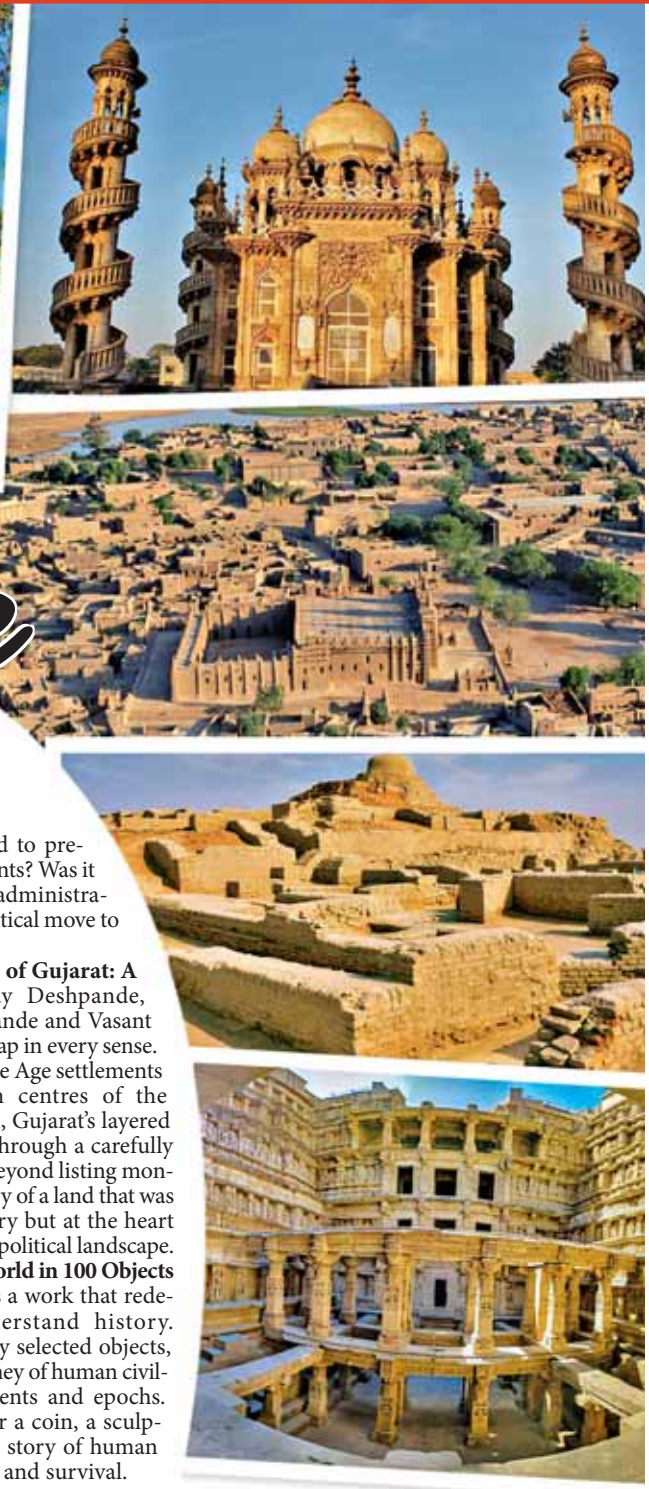 d to pre-
nts? Was it
administra-
tical move to
of Gujarat: A
y Deshpande,
ande and Vasant
ap in every sense.
e Age settlements
n centres of the
, Gujarat's layered
hrough a carefully
eyond listing mon-
y of a land that was
ry but at the heart
political landscape.
orld in 100 Objects
s a work that rede-
erstand history.
y selected objects,
ney of human civil-
ents and epochs.
r a coin, a sculp-
story of human
and survival.